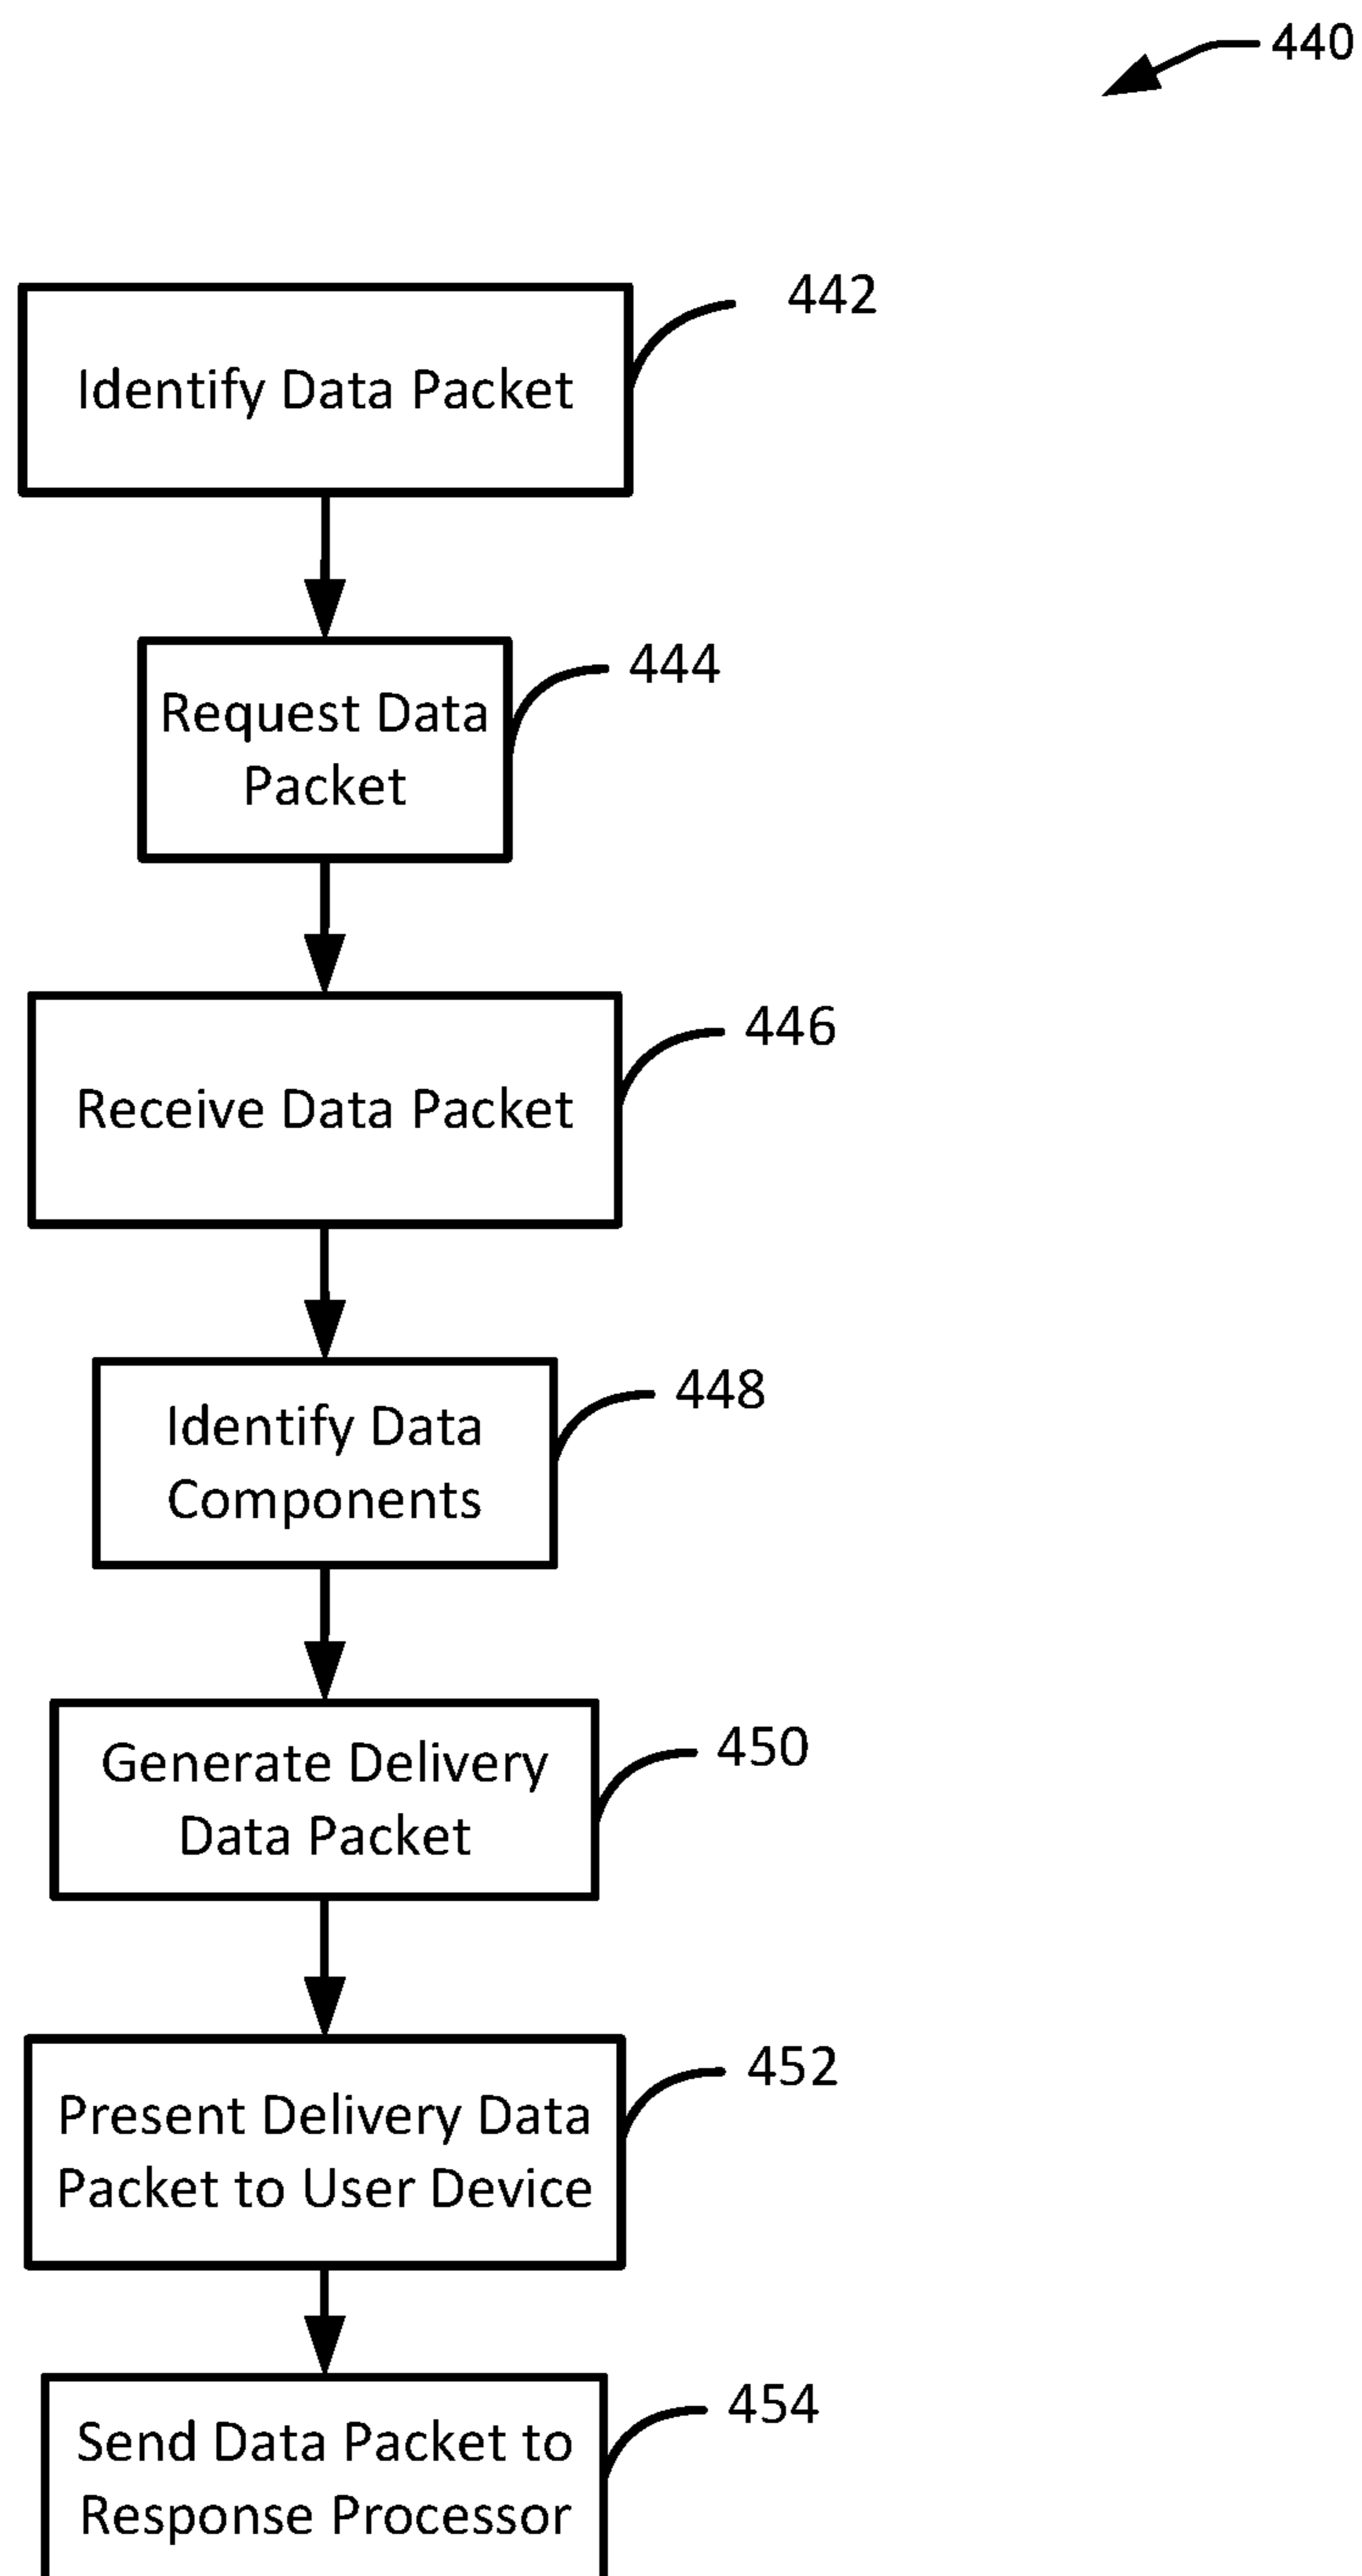 440
442
Identify Data Packet
444
Request Data
Packet
446
Receive Data Packet
448
Identify Data
Components
450
Generate Delivery
Data Packet
452
Present Delivery Data
Packet to User Device
454
Send Data Packet to
Response Processor